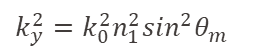 k_y^2 = k_0^2 n_1^2 sin^2 θ_m